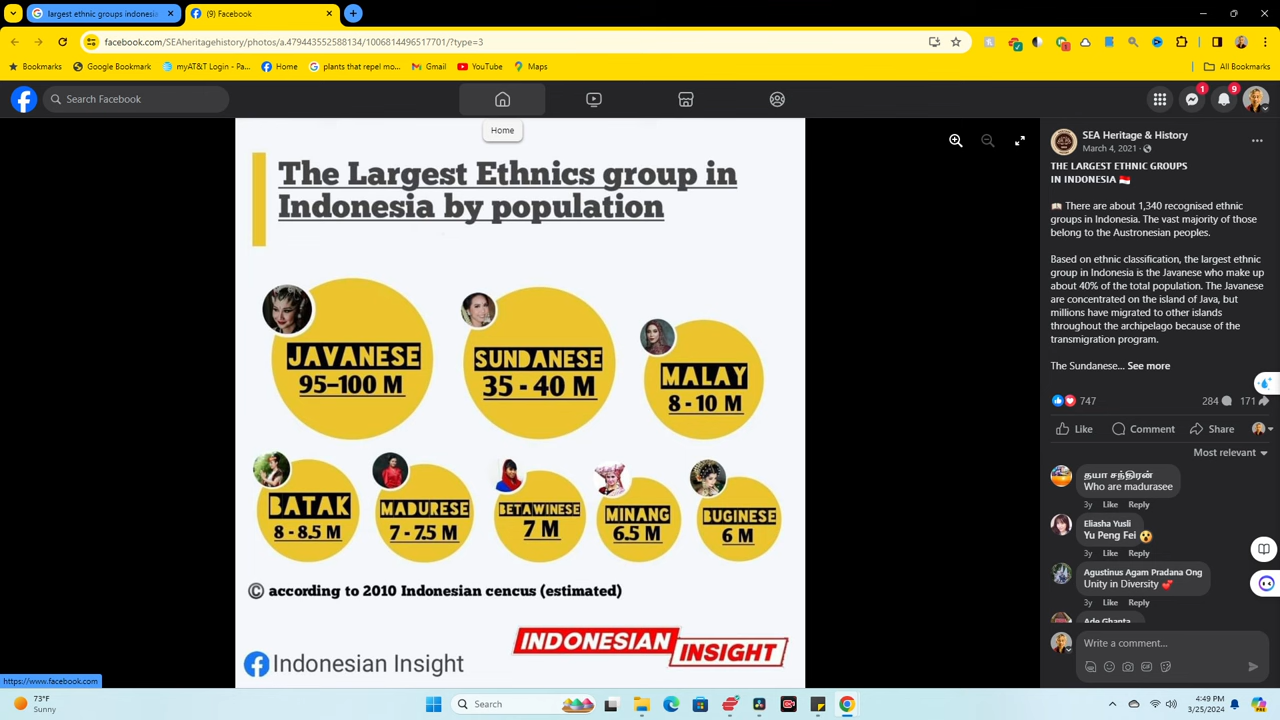 largest ethnic groups indonesia
(9) Facebook
facebook.com/SEAheritagehistory/photos/a.479443552588134/1006814496517701/?type=3
Bookmarks
Google Bookmark
myAT&T Login - Pa...
Home
plants that repel mo...
Gmail
YouTube
Maps
All Bookmarks
Search Facebook
1
9
Home
The Largest Ethnics group in
Indonesia by population
JAVANESE
95-100 M
SUNDANESE
35 - 40 M
MALAY
8 - 10 M
BATAK
8 - 8.5 M
MADURESE
7 - 7.5 M
BETAWINESE
7 M
MINANG
6.5 M
BUGINESE
6 M
© according to 2010 Indonesian cencus (estimated)
INDONESIAN
INSIGHT
Indonesian Insight
SEA Heritage & History
March 4, 2021 ·
THE LARGEST ETHNIC GROUPS
IN INDONESIA 🇮🇩
📖 There are about 1,340 recognised ethnic
groups in Indonesia. The vast majority of those
belong to the Austronesian peoples.
Based on ethnic classification, the largest ethnic
group in Indonesia is the Javanese who make up
about 40% of the total population. The Javanese
are concentrated on the island of Java, but
millions have migrated to other islands
throughout the archipelago because of the
transmigration program.
The Sundanese... See more
747
284
171
Like
Comment
Share
Most relevant
தயா சந்திரன்
Who are madurasee
3y Like Reply
Eliasha Yusli
Yu Peng Fei 😮
3y Like Reply
Agustinus Agam Pradana Ong
Unity in Diversity 💕
3y Like Reply
Ade Ghanta
Write a comment...
https://www.facebook.com
73°F
Sunny
Search
4:49 PM
3/25/2024